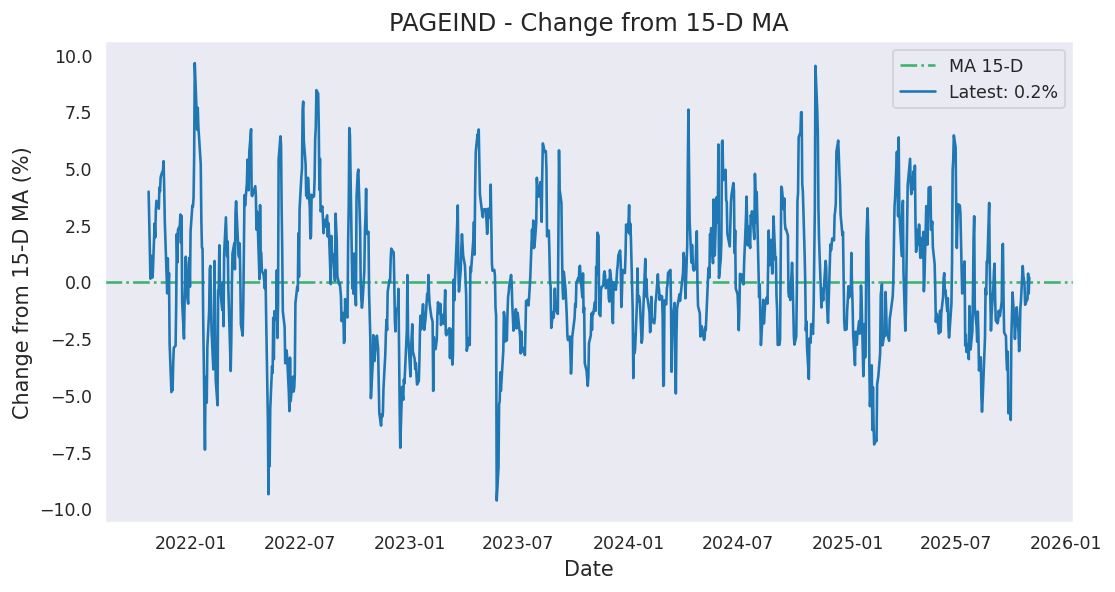 PAGEIND - Change from 15-D MA
MA 15-D
Latest: 0.2%
Change from 15-D MA (%)
10.0
7.5
5.0
2.5
0.0
−2.5
−5.0
−7.5
−10.0
2022-01 2022-07 2023-01 2023-07 2024-01 2024-07 2025-01 2025-07 2026-01
Date